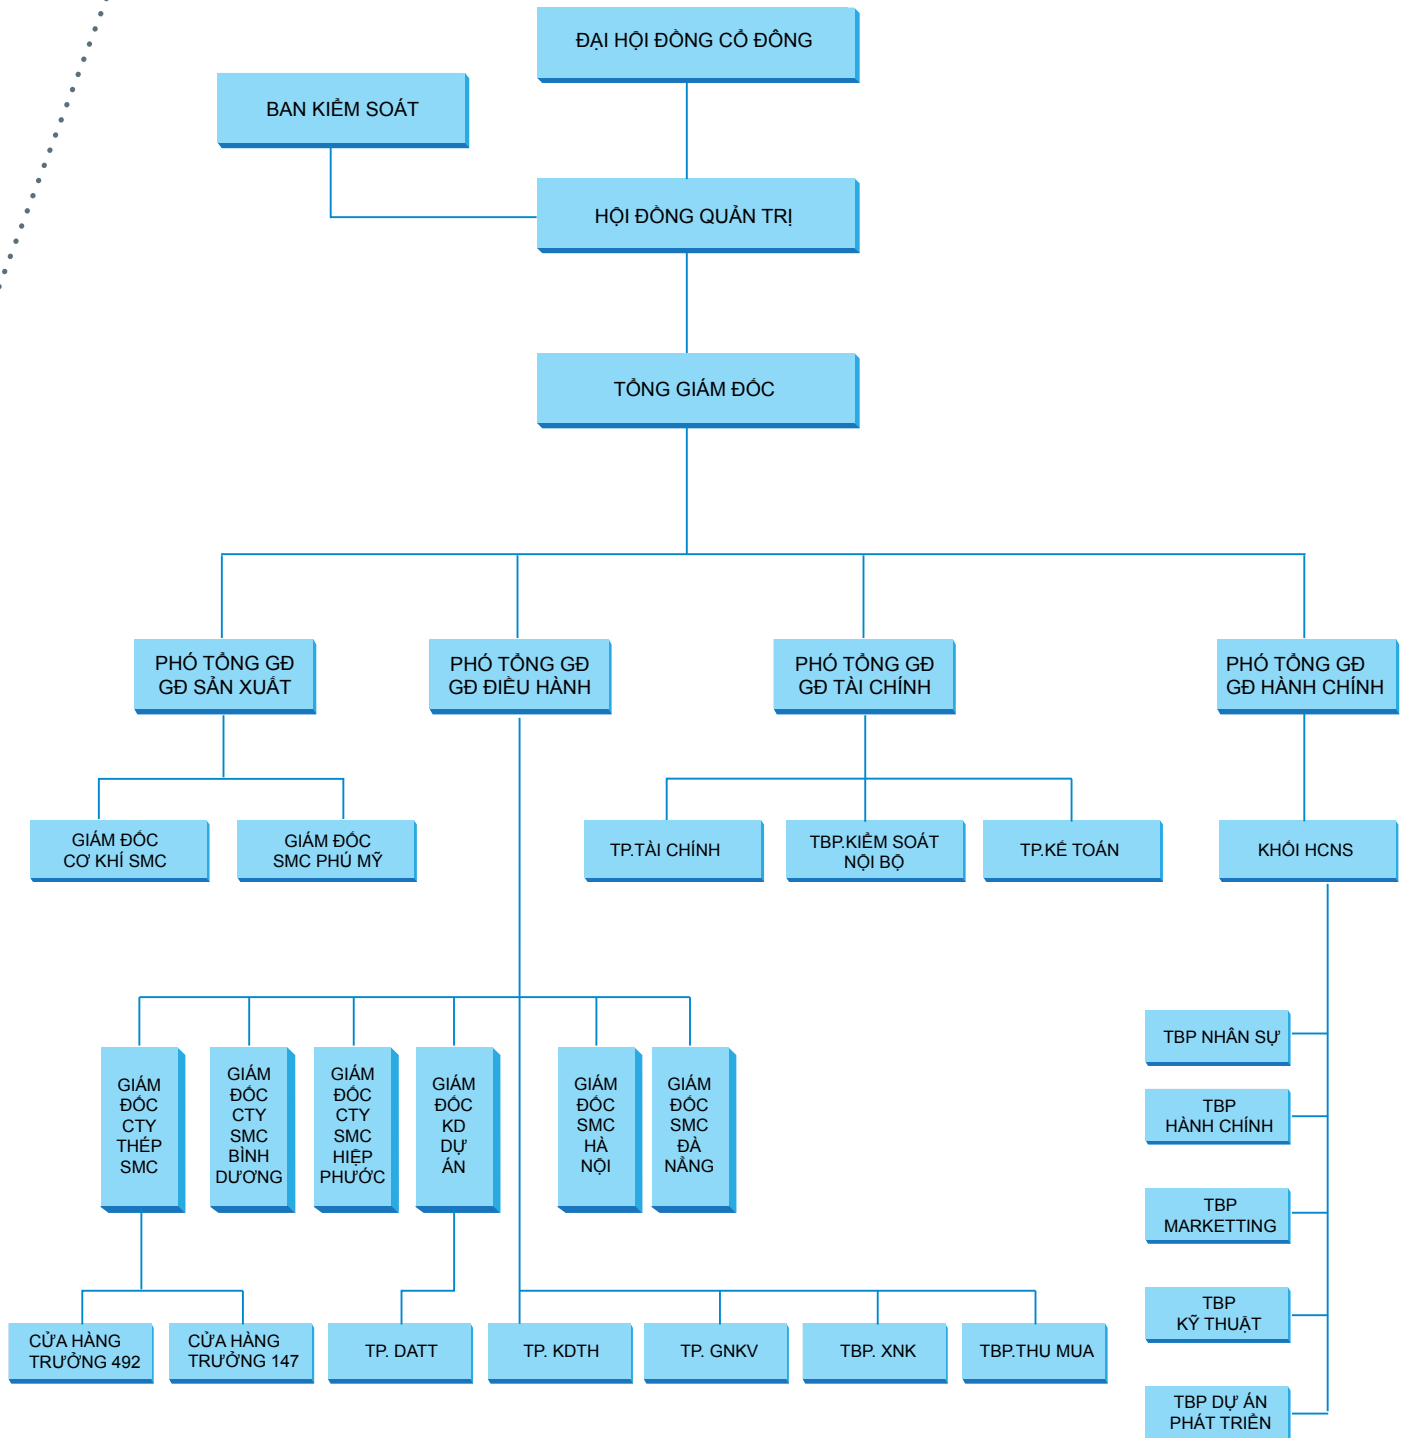 ĐẠI HỘI ĐỒNG CỔ ĐÔNG
BAN KIỂM SOÁT
HỘI ĐỒNG QUẢN TRỊ
TỔNG GIÁM ĐỐC
PHÓ TỔNG GĐ
GĐ SẢN XUẤT
PHÓ TỔNG GĐ
GĐ ĐIỀU HÀNH
PHÓ TỔNG GĐ
GĐ TÀI CHÍNH
PHÓ TỔNG GĐ
GĐ HÀNH CHÍNH
GIÁM ĐỐC
CƠ KHÍ SMC
GIÁM ĐỐC
SMC PHÚ MỸ
TP.TÀI CHÍNH
TBP.KIỂM SOÁT
NỘI BỘ
TP.KẾ TOÁN
KHỐI HCNS
GIÁM
ĐỐC
CTY
THÉP
SMC
GIÁM
ĐỐC
CTY
SMC
BÌNH
DƯƠNG
GIÁM
ĐỐC
CTY
SMC
HIỆP
PHƯỚC
GIÁM
ĐỐC
KD
DỰ
ÁN
GIÁM
ĐỐC
SMC
HÀ
NỘI
GIÁM
ĐỐC
SMC
ĐÀ
NẴNG
TBP NHÂN SỰ
TBP
HÀNH CHÍNH
TBP
MARKETTING
TBP
KỸ THUẬT
TBP DỰ ÁN
PHÁT TRIỂN
CỬA HÀNG
TRƯỞNG 492
CỬA HÀNG
TRƯỞNG 147
TP. DATT
TP. KDTH
TP. GNKV
TBP. XNK
TBP.THU MUA